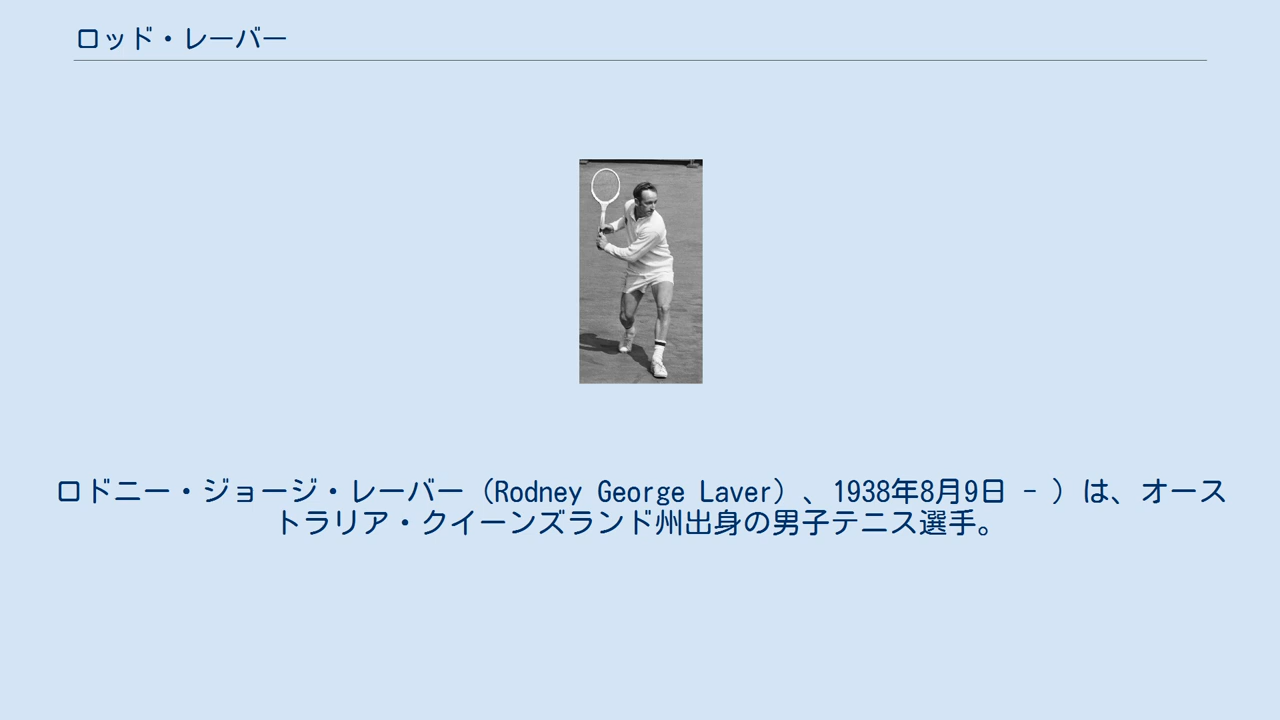 ロッド・レーバー
ロドニー・ジョージ・レーバー（Rodney George Laver）、1938年8月9日 - ）は、オース
トラリア・クイーンズランド州出身の男子テニス選手。